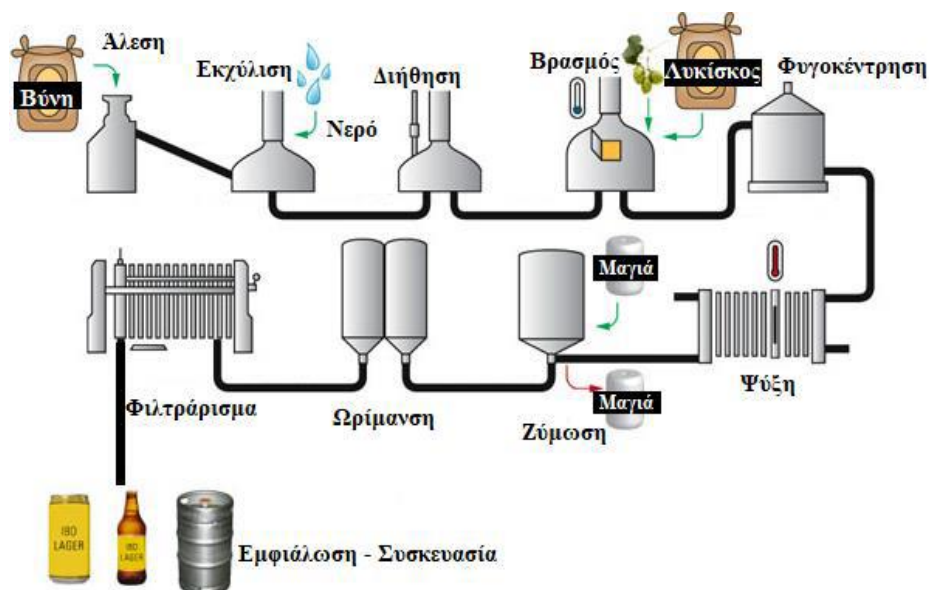 Βύνη
Άλεση
Εκχύλιση
Νερό
Διήθηση
Βρασμός
Λυκίσκος
Φυγοκέντρηση
Φιλτράρισμα
Ωρίμανση
Μαγιά
Μαγιά
Ζύμωση
Ψύξη
IBD
LAGER
IBD
LAGER
Εμφιάλωση - Συσκευασία